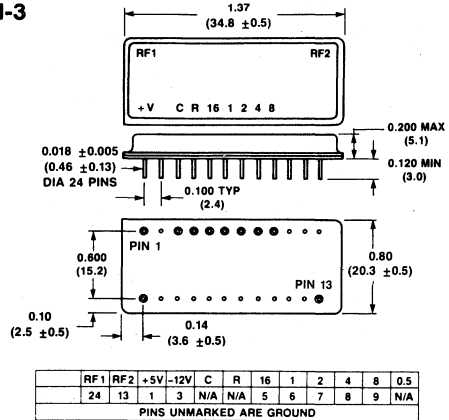 I-3
1.37
(34.8 ±0.5)
RF1 RF2
+V C R 16 1 2 4 8
0.200 MAX
(5.1)
0.018 ±0.005
(0.46 ±0.13)
DIA 24 PINS
0.120 MIN
(3.0)
0.100 TYP
(2.4)
PIN 1
0.600
(15.2)
0.80
(20.3 ±0.5)
PIN 13
0.10
(2.5 ±0.5)
0.14
(3.6 ±0.5)
RF1 RF2 +5V -12V C R 16 1 2 4 8 0.5
24 13 1 3 N/A N/A 5 6 7 8 9 N/A
PINS UNMARKED ARE GROUND